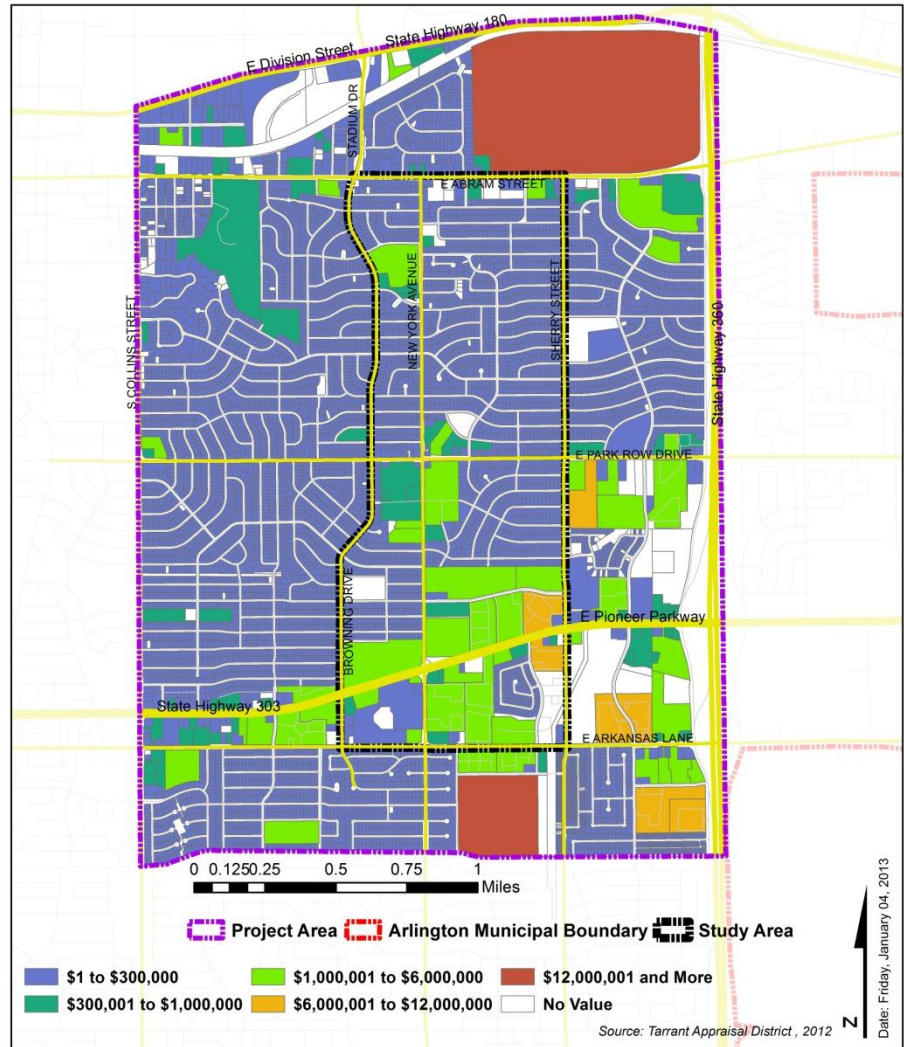 State Highway 180
E Division Street
STADIUM DR
E ABRAM STREET
NEW YORK AVENUE
SHERRY STREET
S COLLINS STREET
State Highway 360
E PARK ROW DRIVE
BROWNING DRIVE
E Pioneer Parkway
State Highway 303
E ARKANSAS LANE
0 0.1250.25 0.5 0.75 1
Miles
Project Area Arlington Municipal Boundary Study Area
$1 to $300,000 $1,000,001 to $6,000,000 $12,000,001 and More
$300,001 to $1,000,000 $6,000,001 to $12,000,000 No Value
Source: Tarrant Appraisal District , 2012
N
Date: Friday, January 04, 2013